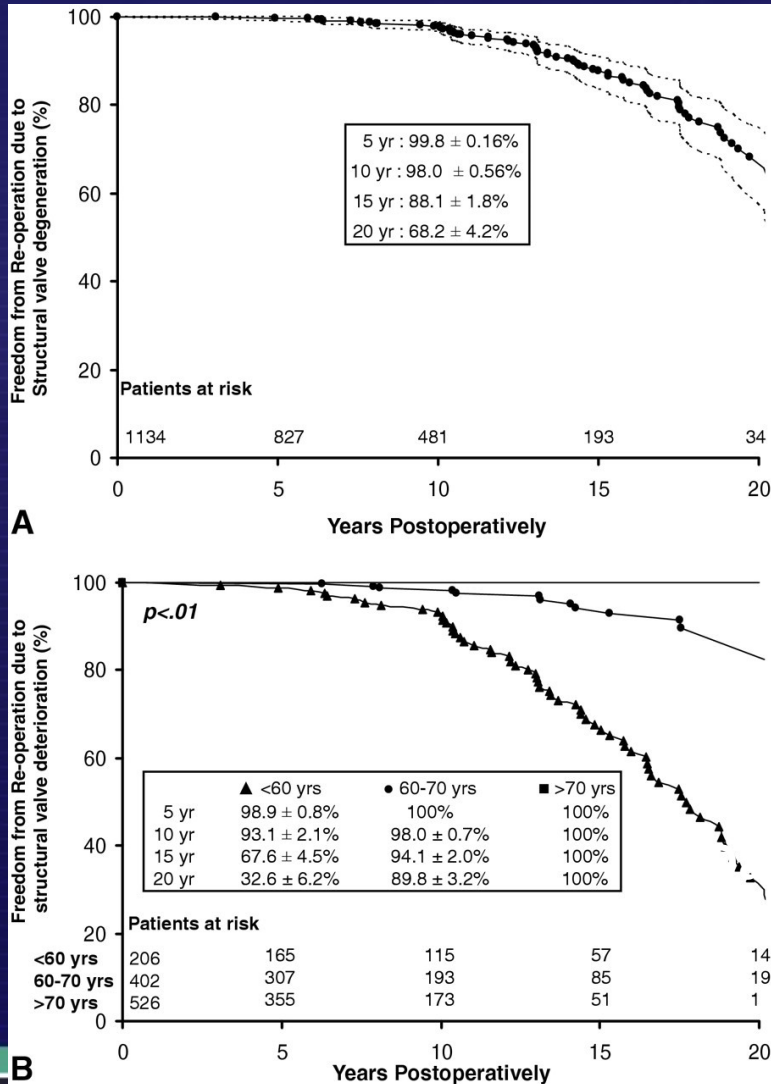 Freedom from Re-operation due to
Structural valve degeneration (%)
100
80
60
40
20
0
5 yr : 99.8 ± 0.16%
10 yr : 98.0 ± 0.56%
15 yr : 88.1 ± 1.8%
20 yr : 68.2 ± 4.2%
Patients at risk
1134 827 481 193 34
0 5 10 15 20
Years Postoperatively
A
Freedom from Re-operation due to
structural valve deterioration (%)
100
80
60
40
20
0
p<.01
▲ <60 yrs ● 60-70 yrs ■ >70 yrs
5 yr 98.9 ± 0.8% 100% 100%
10 yr 93.1 ± 2.1% 98.0 ± 0.7% 100%
15 yr 67.6 ± 4.5% 94.1 ± 2.0% 100%
20 yr 32.6 ± 6.2% 89.8 ± 3.2% 100%
Patients at risk
<60 yrs 206 165 115 57 14
60-70 yrs 402 307 193 85 19
>70 yrs 526 355 173 51 1
0 5 10 15 20
Years Postoperatively
B